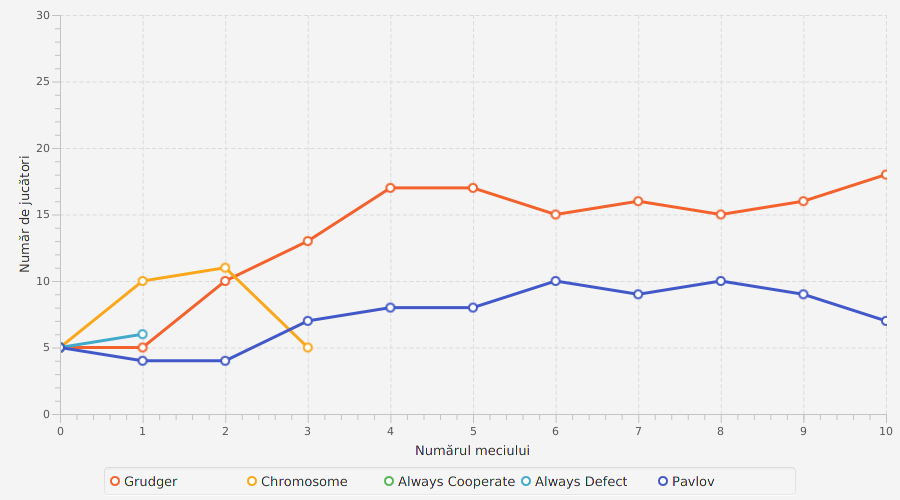 30
25
20
15
10
5
0
Număr de jucători
0 1 2 3 4 5 6 7 8 9 10
Numărul meciului
Grudger Chromosome Always Cooperate Always Defect Pavlov